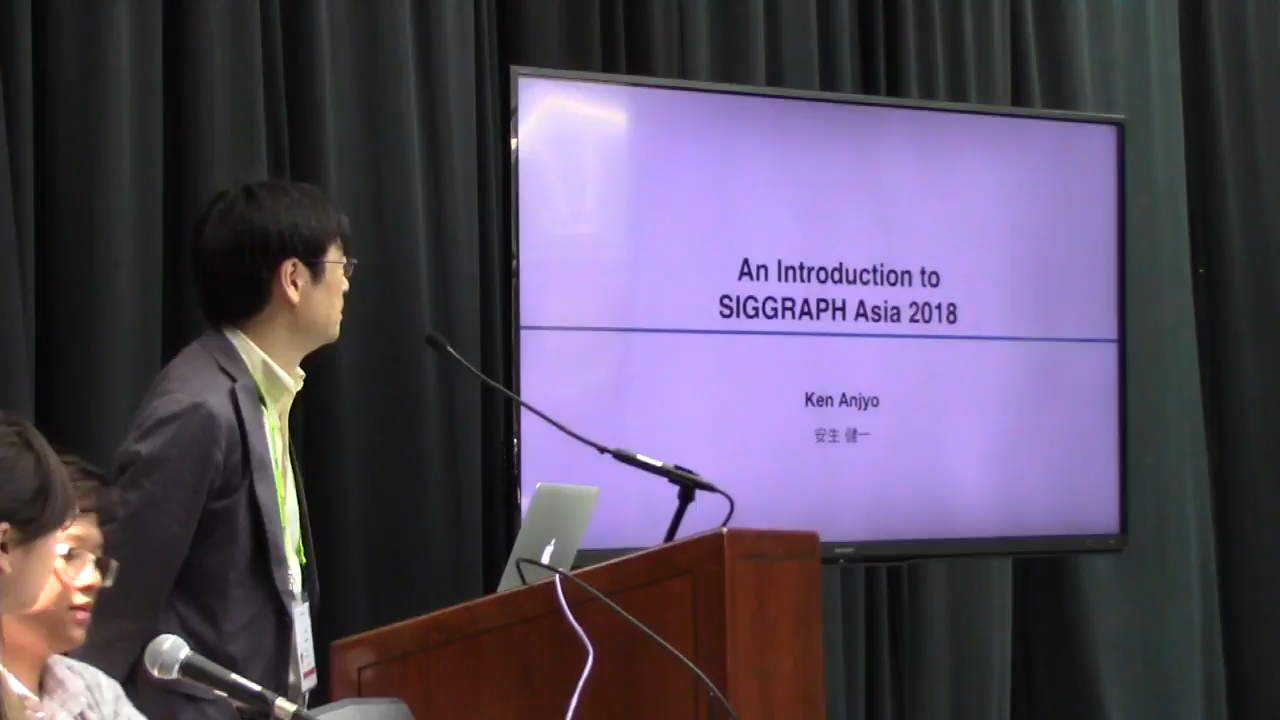 An Introduction to
SIGGRAPH Asia 2018
Ken Anjyo
安生 健一